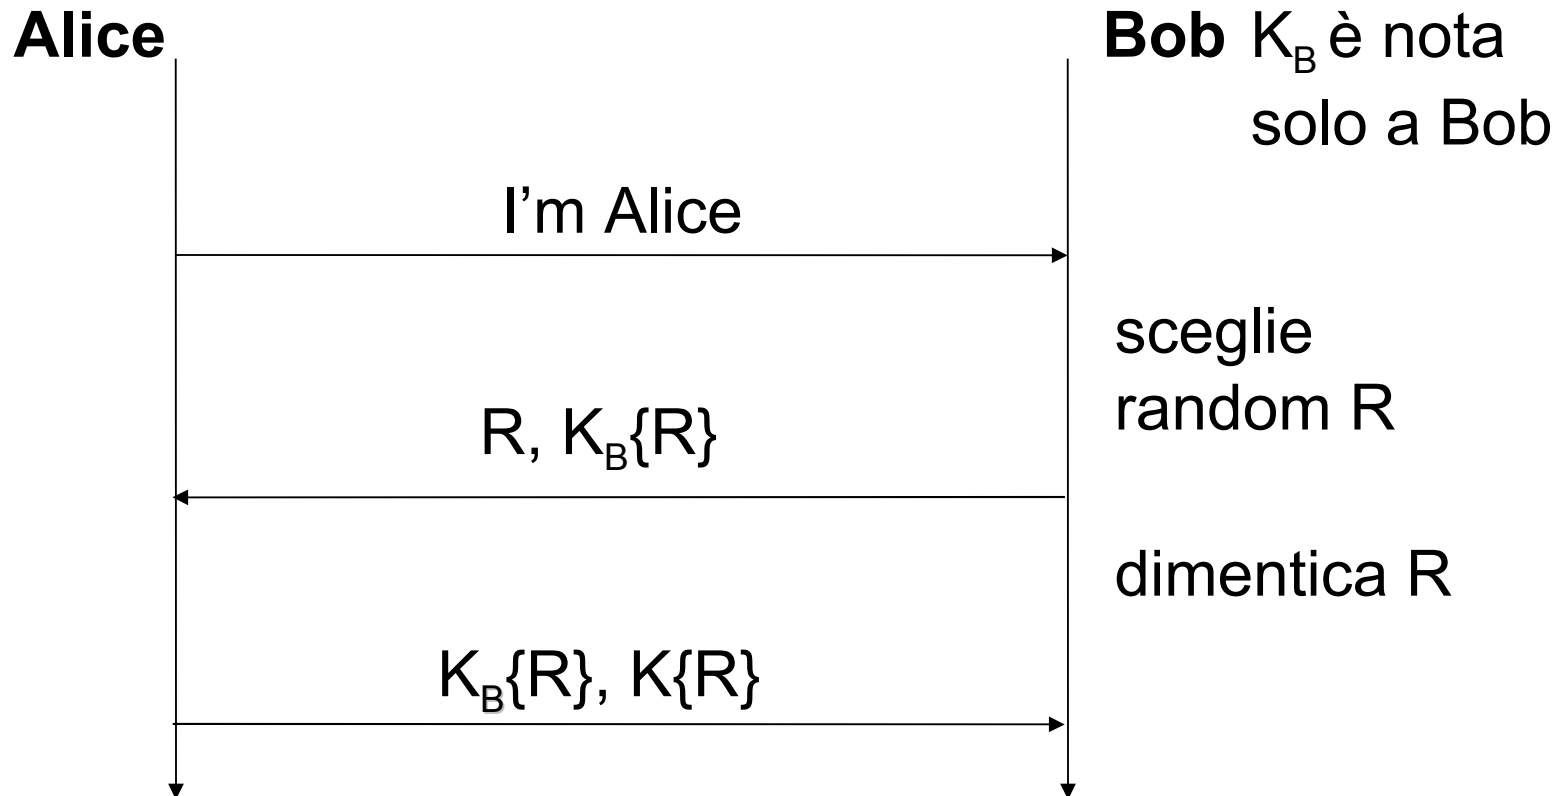 Alice
Bob K_B è nota
solo a Bob
I’m Alice
sceglie
random R
R, K_B{R}
dimentica R
K_B{R}, K{R}